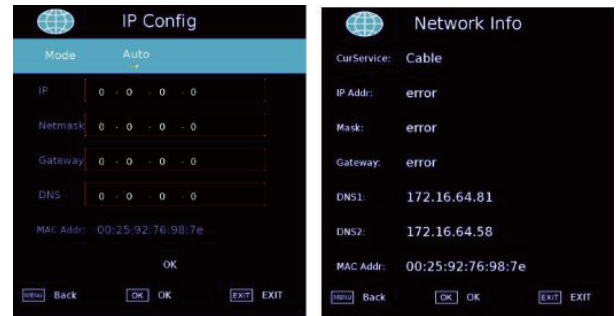 IP Config
Mode Auto
IP 0 . 0 . 0 . 0
Netmask 0 . 0 . 0 . 0
Gateway 0 . 0 . 0 . 0
DNS 0 . 0 . 0 . 0
MAC Addr: 00:25:92:76:98:7e
OK
MENU Back OK OK EXIT EXIT
Network Info
CurService: Cable
IP Addr: error
Mask: error
Gateway: error
DNS1: 172.16.64.81
DNS2: 172.16.64.58
MAC Addr: 00:25:92:76:98:7e
MENU Back OK OK EXIT EXIT